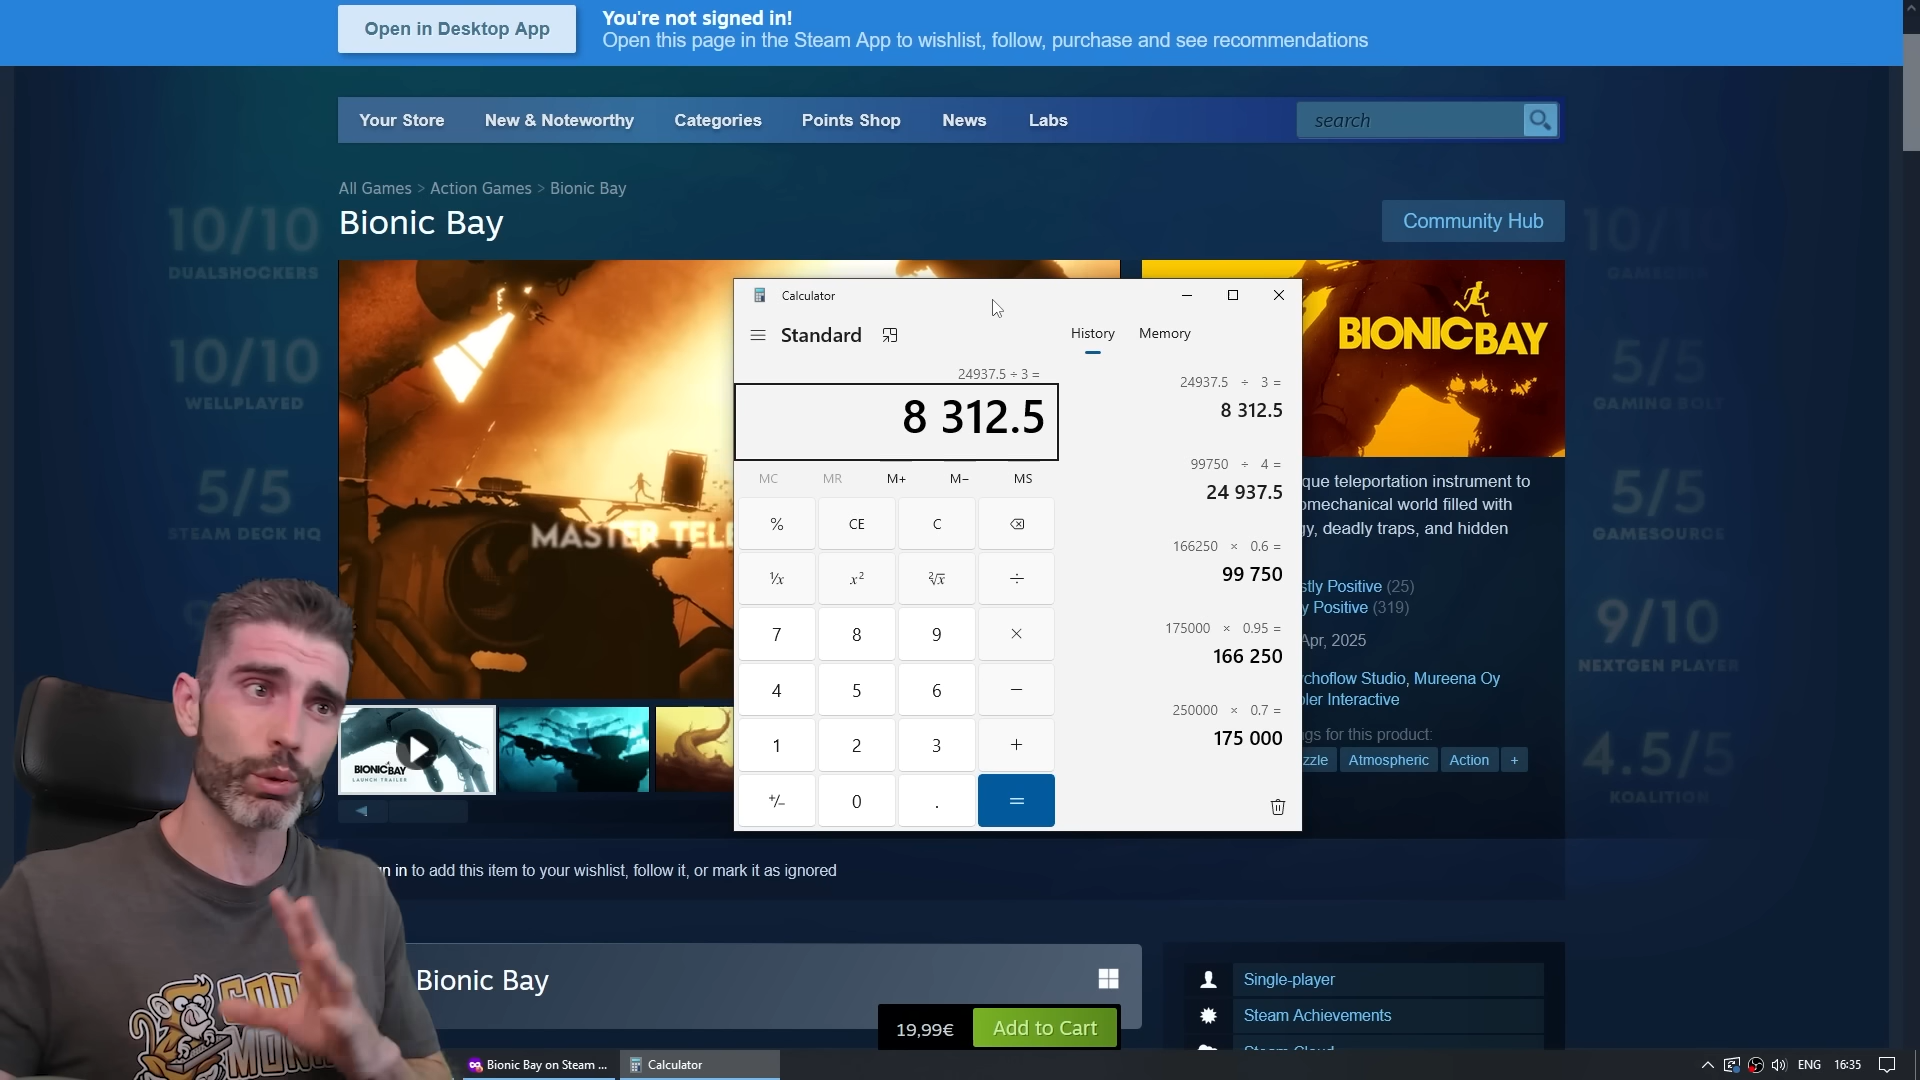 Open in Desktop App
You're not signed in!
Open this page in the Steam App to wishlist, follow, purchase and see recommendations
Your Store
New & Noteworthy
Categories
Points Shop
News
Labs
search
All Games > Action Games > Bionic Bay
Bionic Bay
Community Hub
10/10
DUALSHOCKERS
10/10
WELLPLAYED
5/5
STEAM DECK HQ
MASTER TELE
BIONIC BAY
LAUNCH TRAILER
Calculator
Standard
History
Memory
24937.5 ÷ 3 =
8 312.5
MC
MR
M+
M−
MS
%
CE
C
¹/x
x²
²√x
÷
7
8
9
×
4
5
6
−
1
2
3
+
+/−
0
.
=
24937.5 ÷ 3 =
8 312.5
99750 ÷ 4 =
24 937.5
166250 × 0.6 =
99 750
175000 × 0.95 =
166 250
250000 × 0.7 =
175 000
BIONIC BAY
que teleportation instrument to
omechanical world filled with
gy, deadly traps, and hidden
stly Positive (25)
y Positive (319)
Apr, 2025
choflow Studio, Mureena Oy
ler Interactive
gs for this product:
zzle
Atmospheric
Action
+
10/10
5/5
GAMING BOLT
5/5
GAMESOURCE
9/10
NEXTGEN PLAYER
4.5/5
KOALITION
n in to add this item to your wishlist, follow it, or mark it as ignored
Bionic Bay
19,99€
Add to Cart
Single-player
Steam Achievements
Steam Cloud
Bionic Bay on Steam ...
Calculator
ENG
16:35